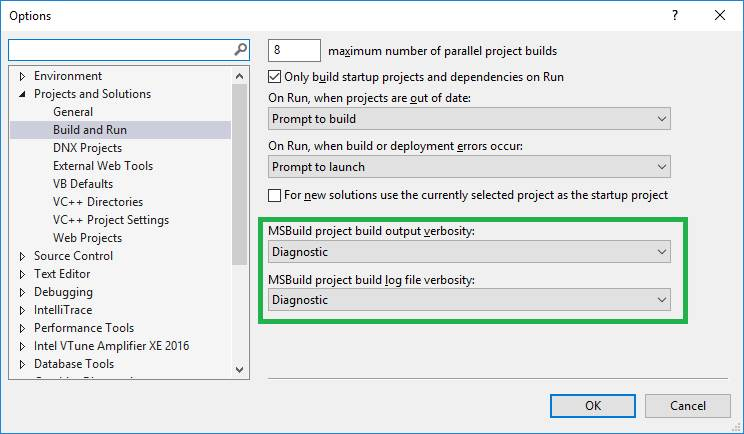 Options
?
Environment
Projects and Solutions
General
Build and Run
DNX Projects
External Web Tools
VB Defaults
VC++ Directories
VC++ Project Settings
Web Projects
Source Control
Text Editor
Debugging
IntelliTrace
Performance Tools
Intel VTune Amplifier XE 2016
Database Tools
8 maximum number of parallel project builds
Only build startup projects and dependencies on Run
On Run, when projects are out of date:
Prompt to build
On Run, when build or deployment errors occur:
Prompt to launch
For new solutions use the currently selected project as the startup project
MSBuild project build output verbosity:
Diagnostic
MSBuild project build log file verbosity:
Diagnostic
OK
Cancel